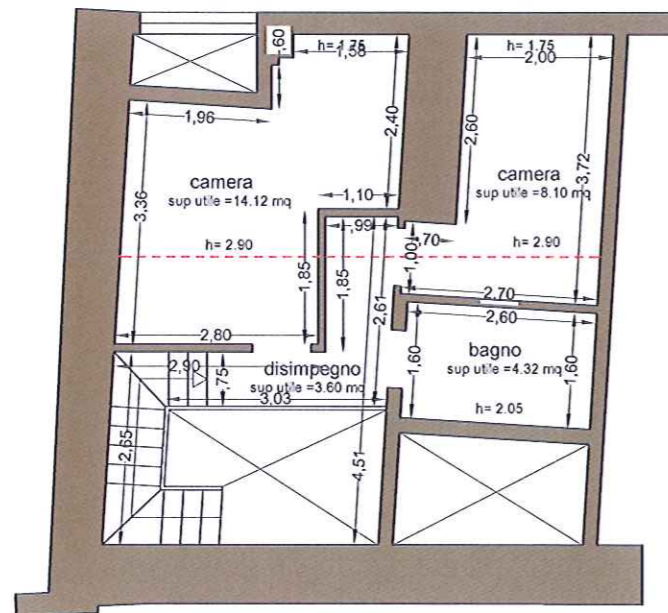 ,60
h= 1.75
1,58
h= 1.75
2,00
1,96
2,40
2,60
3,36
camera
sup utile =14.12 mq
camera
sup utile =8.10 mq
3,72
1,10
,99
,70
h= 2.90
h= 2.90
1,85
1,85
1,00
2,61
2,70
2,60
2,80
2,90
disimpegno
sup utile =3.60 mq
,75
3,03
1,60
bagno
sup utile =4.32 mq
1,60
h= 2.05
2,65
4,51